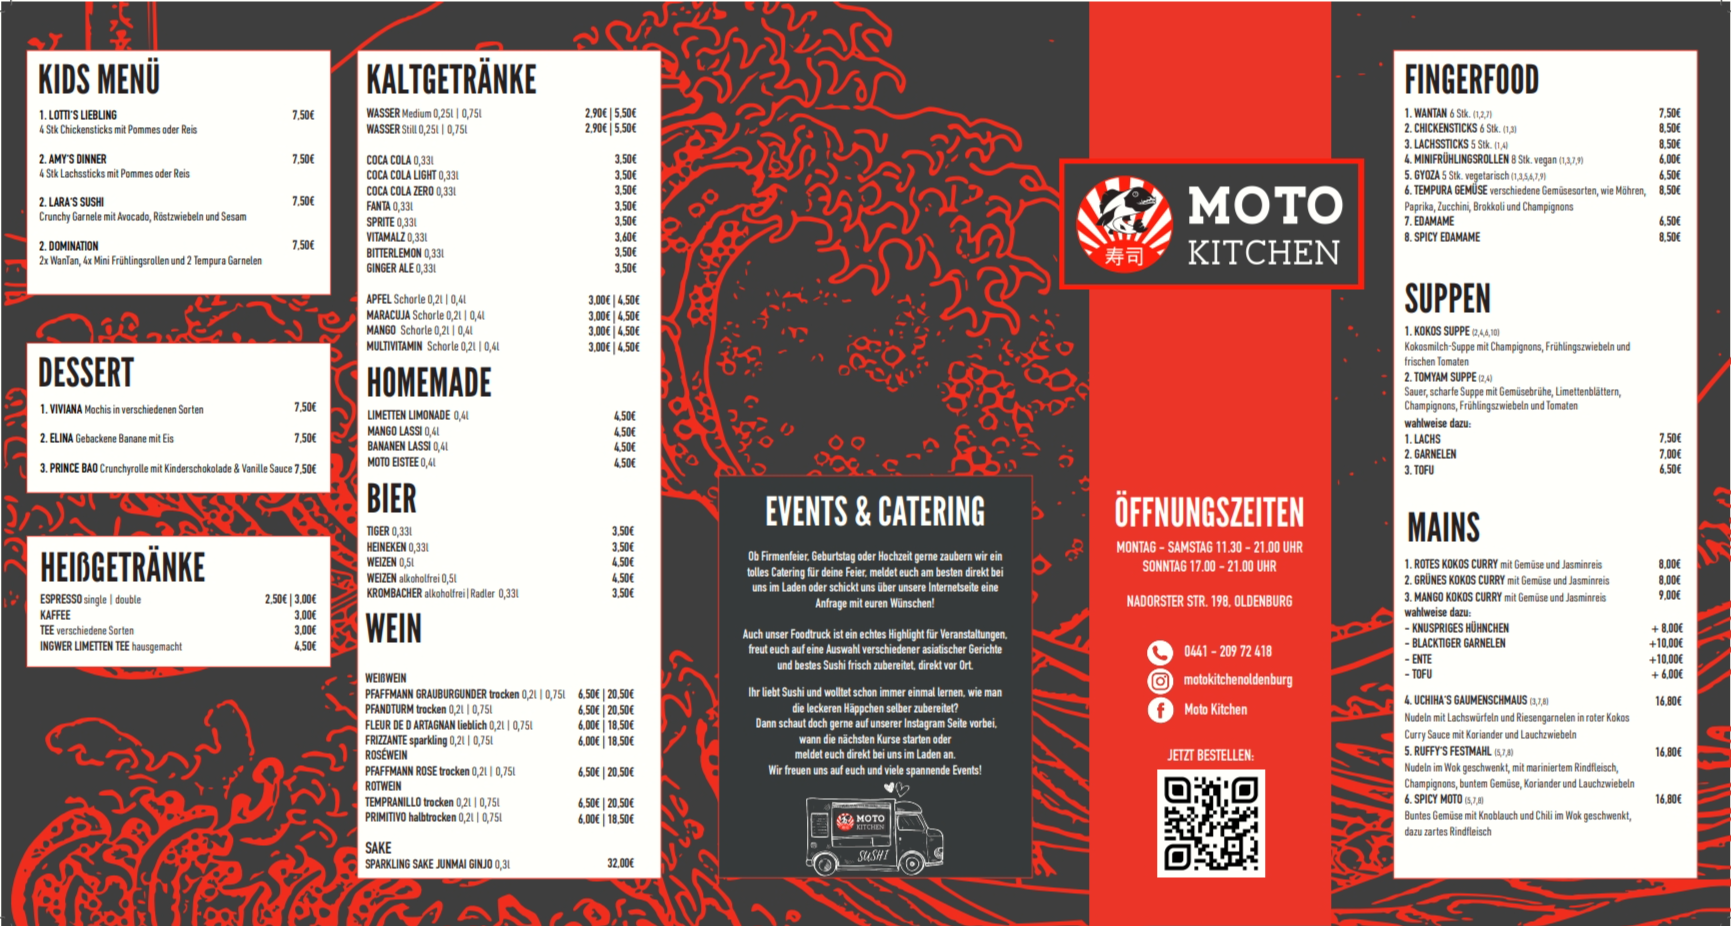 KIDS MENÜ
1. LOTTI'S LIEBLING 7,50€
4 Stk Chickensticks mit Pommes oder Reis
2. AMY'S DINNER 7,50€
4 Stk Lachssticks mit Pommes oder Reis
2. LARA'S SUSHI 7,50€
Crunchy Garnele mit Avocado, Röstzwiebeln und Sesam
2. DOMINATION 7,50€
2x WanTan, 4x Mini Frühlingsrollen und 2 Tempura Garnelen
DESSERT
1. VIVIANA Mochis in verschiedenen Sorten 7,50€
2. ELINA Gebackene Banane mit Eis 7,50€
3. PRINCE BAO Crunchyrolle mit Kinderschokolade & Vanille Sauce 7,50€
HEIßGETRÄNKE
ESPRESSO single | double 2,50€ | 3,00€
KAFFEE 3,00€
TEE verschiedene Sorten 3,00€
INGWER LIMETTEN TEE hausgemacht 4,50€
KALTGETRÄNKE
WASSER Medium 0,25l | 0,75l 2,90€ | 5,50€
WASSER Still 0,25l | 0,75l 2,90€ | 5,50€
COCA COLA 0,33l 3,50€
COCA COLA LIGHT 0,33l 3,50€
COCA COLA ZERO 0,33l 3,50€
FANTA 0,33l 3,50€
SPRITE 0,33l 3,50€
VITAMALZ 0,33l 3,60€
BITTERLEMON 0,33l 3,50€
GINGER ALE 0,33l 3,50€
APFEL Schorle 0,2l | 0,4l 3,00€ | 4,50€
MARACUJA Schorle 0,2l | 0,4l 3,00€ | 4,50€
MANGO Schorle 0,2l | 0,4l 3,00€ | 4,50€
MULTIVITAMIN Schorle 0,2l | 0,4l 3,00€ | 4,50€
HOMEMADE
LIMETTEN LIMONADE 0,4l 4,50€
MANGO LASSI 0,4l 4,50€
BANANEN LASSI 0,4l 4,50€
MOTO EISTEE 0,4l 4,50€
BIER
TIGER 0,33l 3,50€
HEINEKEN 0,33l 3,50€
WEIZEN 0,5l 4,50€
WEIZEN alkoholfrei 0,5l 4,50€
KROMBACHER alkoholfrei | Radler 0,33l 3,50€
WEIN
WEIßWEIN
PFAFFMANN GRAUBURGUNDER trocken 0,2l | 0,75l 6,50€ | 20,50€
PFANDTURM trocken 0,2l | 0,75l 6,50€ | 20,50€
FLEUR DE D ARTAGNAN lieblich 0,2l | 0,75l 6,00€ | 18,50€
FRIZZANTE sparkling 0,2l | 0,75l 6,00€ | 18,50€
ROSÉWEIN
PFAFFMANN ROSE trocken 0,2l | 0,75l 6,50€ | 20,50€
ROTWEIN
TEMPRANILLO trocken 0,2l | 0,75l 6,50€ | 20,50€
PRIMITIVO halbtrocken 0,2l | 0,75l 6,00€ | 18,50€
SAKE
SPARKLING SAKE JUNMAI GINJO 0,3l 32,00€
EVENTS & CATERING
Ob Firmenfeier, Geburtstag oder Hochzeit gerne zaubern wir ein
tolles Catering für deine Feier, meldet euch am besten direkt bei
uns im Laden oder schickt uns über unsere Internetseite eine
Anfrage mit euren Wünschen!
Auch unser Foodtruck ist ein echtes Highlight für Veranstaltungen,
freut euch auf eine Auswahl verschiedener asiatischer Gerichte
und bestes Sushi frisch zubereitet, direkt vor Ort.
Ihr liebt Sushi und wolltet schon immer einmal lernen, wie man
die leckeren Häppchen selber zubereitet?
Dann schaut doch gerne auf unserer Instagram Seite vorbei,
wann die nächsten Kurse starten oder
meldet euch direkt bei uns im Laden an.
Wir freuen uns auf euch und viele spannende Events!
MOTO
KITCHEN
SUSHI
寿司
MOTO
KITCHEN
ÖFFNUNGSZEITEN
MONTAG - SAMSTAG 11.30 - 21.00 UHR
SONNTAG 17.00 - 21.00 UHR
NADORSTER STR. 198, OLDENBURG
0441 - 209 72 418
motokitchenoldenburg
Moto Kitchen
JETZT BESTELLEN:
FINGERFOOD
1. WANTAN 6 Stk. (1,2,7) 7,50€
2. CHICKENSTICKS 6 Stk. (1,3) 8,50€
3. LACHSSTICKS 5 Stk. (1,4) 8,50€
4. MINIFRÜHLINGSROLLEN 8 Stk. vegan (1,3,7,9) 6,00€
5. GYOZA 5 Stk. vegetarisch (1,3,5,6,7,9) 6,50€
6. TEMPURA GEMÜSE verschiedene Gemüsesorten, wie Möhren, 8,50€
Paprika, Zucchini, Brokkoli und Champignons
7. EDAMAME 6,50€
8. SPICY EDAMAME 8,50€
SUPPEN
1. KOKOS SUPPE (2,4,6,10)
Kokosmilch-Suppe mit Champignons, Frühlingszwiebeln und
frischen Tomaten
2. TOMYAM SUPPE (2,4)
Sauer, scharfe Suppe mit Gemüsebrühe, Limettenblättern,
Champignons, Frühlingszwiebeln und Tomaten
wahlweise dazu:
1. LACHS 7,50€
2. GARNELEN 7,00€
3. TOFU 6,50€
MAINS
1. ROTES KOKOS CURRY mit Gemüse und Jasminreis 8,00€
2. GRÜNES KOKOS CURRY mit Gemüse und Jasminreis 8,00€
3. MANGO KOKOS CURRY mit Gemüse und Jasminreis 9,00€
wahlweise dazu:
- KNUSPRIGES HÜHNCHEN + 8,00€
- BLACKTIGER GARNELEN +10,00€
- ENTE +10,00€
- TOFU + 6,00€
4. UCHIHA'S GAUMENSCHMAUS (3,7,8) 16,80€
Nudeln mit Lachswürfeln und Riesengarnelen in roter Kokos
Curry Sauce mit Koriander und Lauchzwiebeln
5. RUFFY'S FESTMAHL (5,7,8) 16,80€
Nudeln im Wok geschwenkt, mit mariniertem Rindfleisch,
Champignons, buntem Gemüse, Koriander und Lauchzwiebeln
6. SPICY MOTO (5,7,8) 16,80€
Buntes Gemüse mit Knoblauch und Chili im Wok geschwenkt,
dazu zartes Rindfleisch